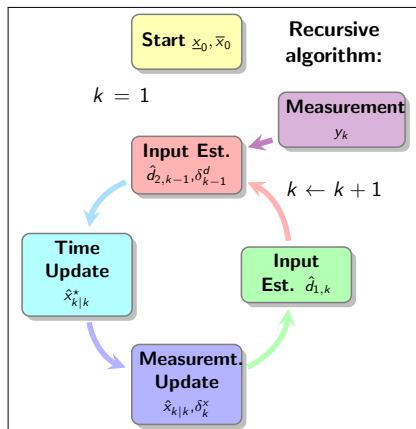 Start x̲₀, x̅₀
Recursive
algorithm:
k = 1
Measurement
yₖ
Input Est.
d̂₂,ₖ₋₁,δᵈₖ₋₁
k ← k + 1
Time
Update
x̂*ₖ|ₖ
Input
Est. d̂₁,ₖ
Measuremt.
Update
x̂ₖ|ₖ,δˣₖ